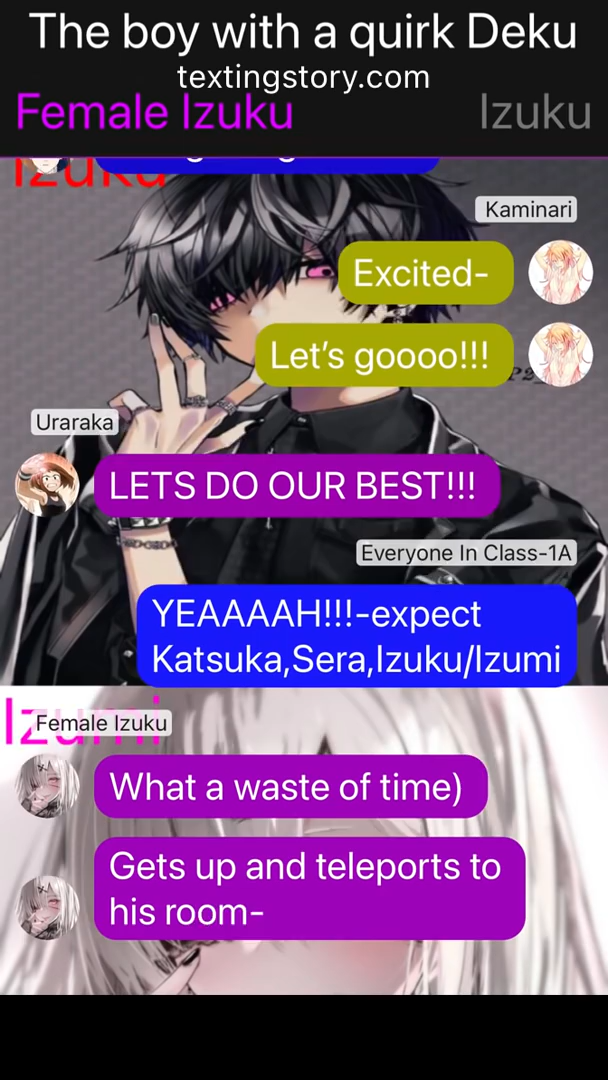 The boy with a quirk Deku
textingstory.com
Female Izuku
Izuku
Izuku
Kaminari
Excited-
Let’s goooo!!!
Uraraka
LETS DO OUR BEST!!!
Everyone In Class-1A
YEAAAAH!!!-expect
Katsuka,Sera,Izuku/Izumi
Izumi
Female Izuku
What a waste of time)
Gets up and teleports to
his room-